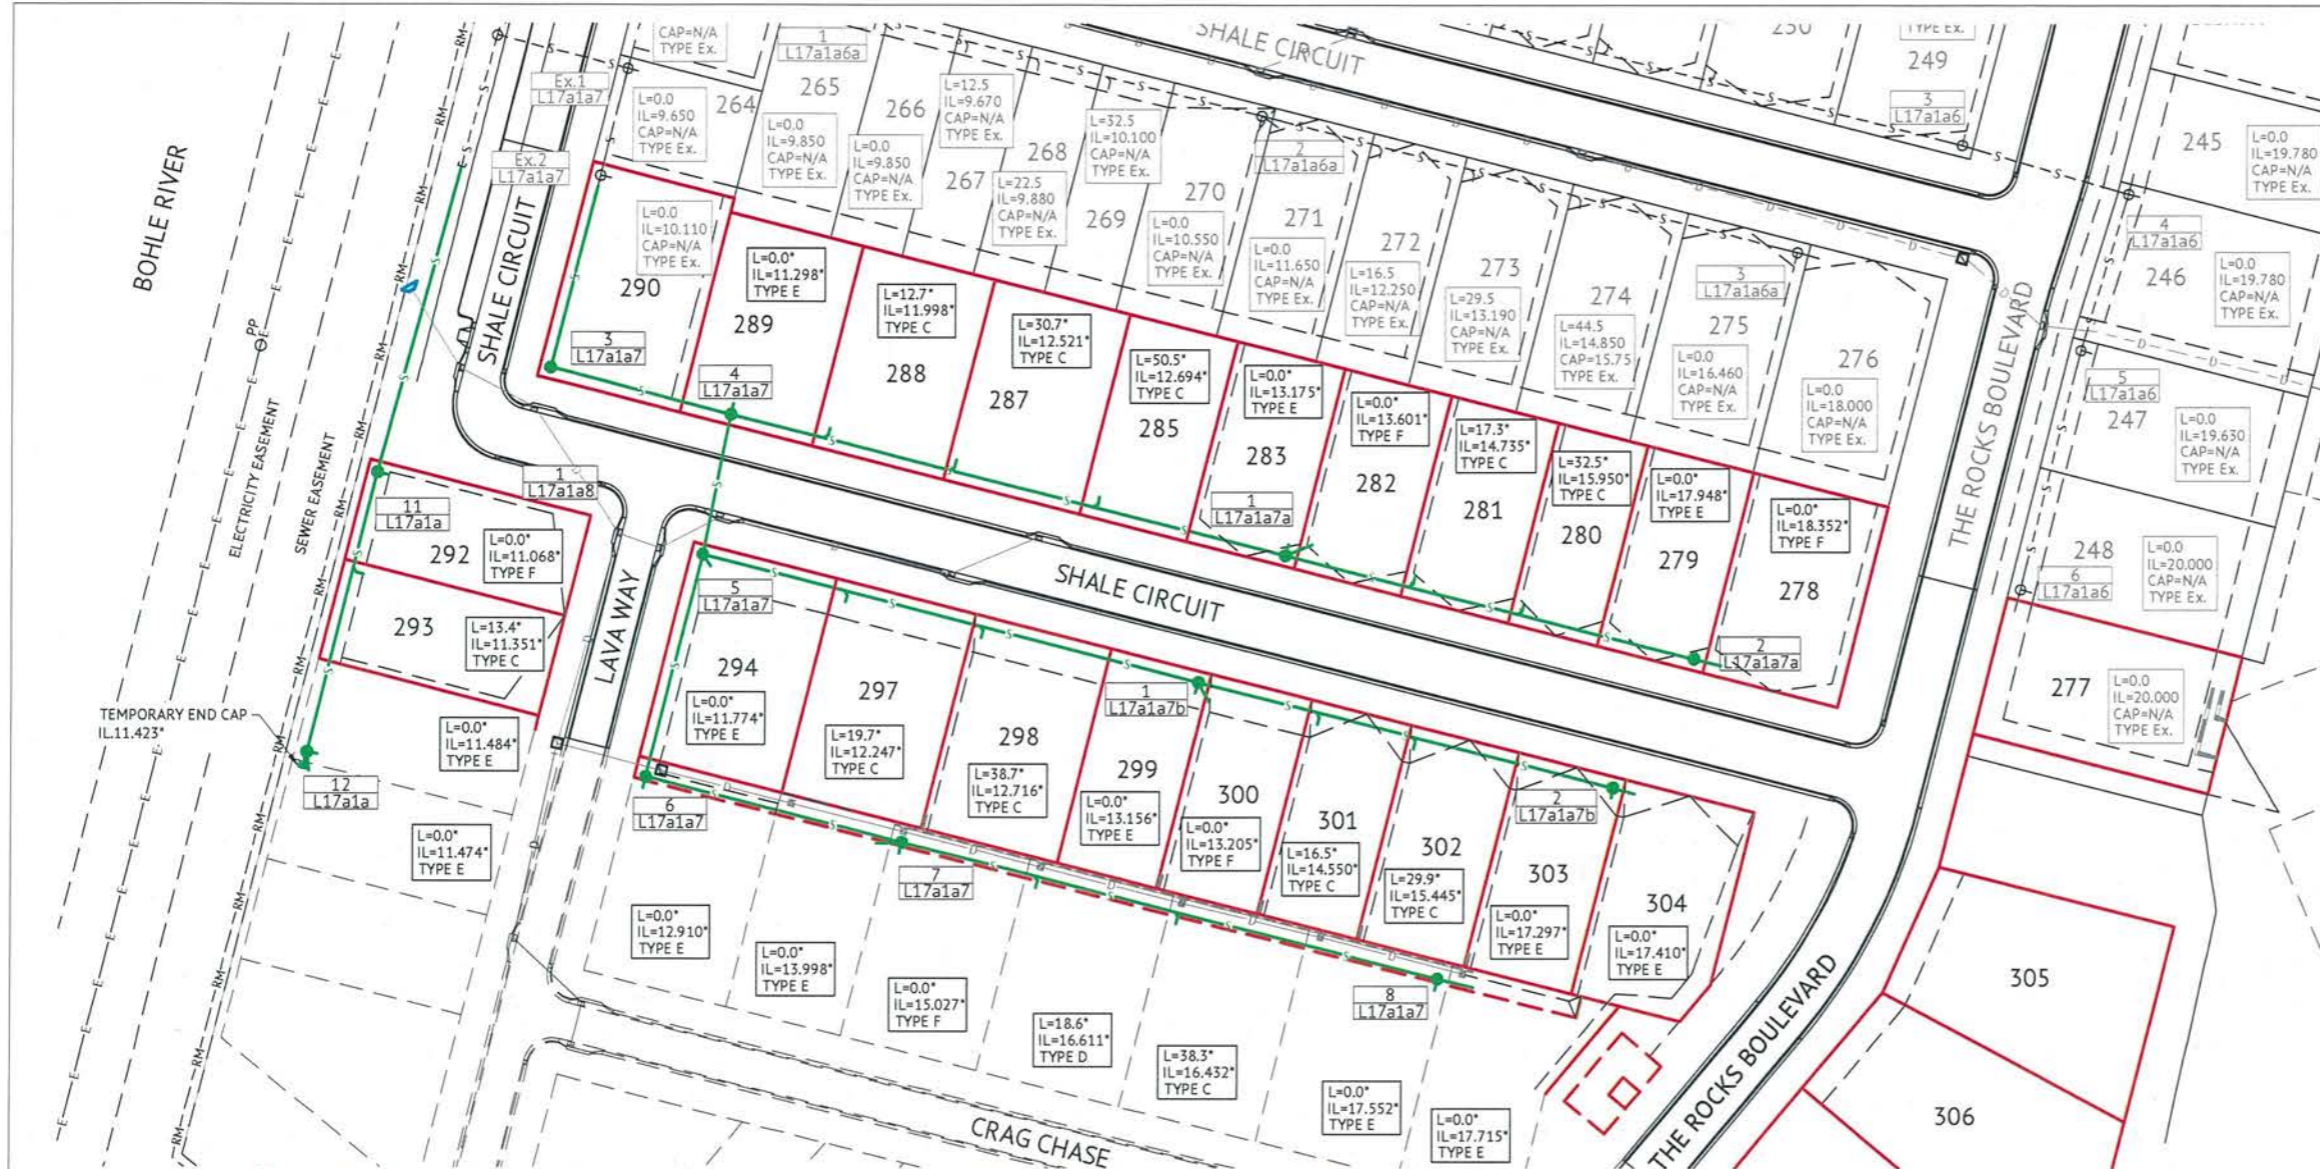 CAP=N/A
TYPE Ex.
1
L17a1a6a
265
Ex.1
L17a1a7
L=0.0
IL=9.650
CAP=N/A
TYPE Ex.
264
L=0.0
IL=9.850
CAP=N/A
TYPE Ex.
266
L=0.0
IL=9.850
CAP=N/A
TYPE Ex.
L=12.5
IL=9.670
CAP=N/A
TYPE Ex.
267
268
L=22.5
IL=9.880
CAP=N/A
TYPE Ex.
L=32.5
IL=10.100
CAP=N/A
TYPE Ex.
269
270
L=0.0
IL=10.550
CAP=N/A
TYPE Ex.
SHALE CIRCUIT
2
L17a1a6a
271
L=0.0
IL=11.650
CAP=N/A
TYPE Ex.
272
L=16.5
IL=12.250
CAP=N/A
TYPE Ex.
273
L=29.5
IL=13.190
CAP=N/A
TYPE Ex.
274
L=44.5
IL=14.850
CAP=15.75
TYPE Ex.
3
L17a1a6a
275
L=0.0
IL=16.460
CAP=N/A
TYPE Ex.
276
L=0.0
IL=18.000
CAP=N/A
TYPE Ex.
250
TYPE Ex.
249
3
L17a1a6
245
L=0.0
IL=19.780
CAP=N/A
TYPE Ex.
4
L17a1a6
246
L=0.0
IL=19.780
CAP=N/A
TYPE Ex.
5
L17a1a6
247
L=0.0
IL=19.630
CAP=N/A
TYPE Ex.
248
6
L17a1a6
L=0.0
IL=20.000
CAP=N/A
TYPE Ex.
277
L=0.0
IL=20.000
CAP=N/A
TYPE Ex.
THE ROCKS BOULEVARD
BOHLE RIVER
PP
ELECTRICITY EASEMENT
SEWER EASEMENT
Ex.2
L17a1a7
SHALE CIRCUIT
L=0.0
IL=10.110
CAP=N/A
TYPE Ex.
290
3
L17a1a7
L=0.0*
IL=11.298*
TYPE E
289
4
L17a1a7
L=12.7*
IL=11.998*
TYPE C
288
L=30.7*
IL=12.521*
TYPE C
287
L=50.5*
IL=12.694*
TYPE C
285
L=0.0*
IL=13.175*
TYPE E
283
1
L17a1a7a
L=0.0*
IL=13.601*
TYPE F
282
L=17.3*
IL=14.735*
TYPE C
281
L=32.5*
IL=15.950*
TYPE C
280
L=0.0*
IL=17.948*
TYPE E
279
L=0.0*
IL=18.352*
TYPE F
278
2
L17a1a7a
1
L17a1a8
11
L17a1a
292
L=0.0*
IL=11.068*
TYPE F
293
L=13.4*
IL=11.351*
TYPE C
LAVA WAY
TEMPORARY END CAP
IL.11.423*
12
L17a1a
L=0.0*
IL=11.484*
TYPE E
L=0.0*
IL=11.474*
TYPE E
SHALE CIRCUIT
5
L17a1a7
294
L=0.0*
IL=11.774*
TYPE E
297
L=19.7*
IL=12.247*
TYPE C
298
L=38.7*
IL=12.716*
TYPE C
1
L17a1a7b
299
L=0.0*
IL=13.156*
TYPE E
300
L=0.0*
IL=13.205*
TYPE F
301
L=16.5*
IL=14.550*
TYPE C
302
L=29.9*
IL=15.445*
TYPE C
2
L17a1a7b
303
L=0.0*
IL=17.297*
TYPE E
304
L=0.0*
IL=17.410*
TYPE E
6
L17a1a7
7
L17a1a7
8
L17a1a7
L=0.0*
IL=12.910*
TYPE E
L=0.0*
IL=13.998*
TYPE E
L=0.0*
IL=15.027*
TYPE F
L=18.6*
IL=16.611*
TYPE D
L=38.3*
IL=16.432*
TYPE C
L=0.0*
IL=17.552*
TYPE E
L=0.0*
IL=17.715*
TYPE E
CRAG CHASE
THE ROCKS BOULEVARD
305
306